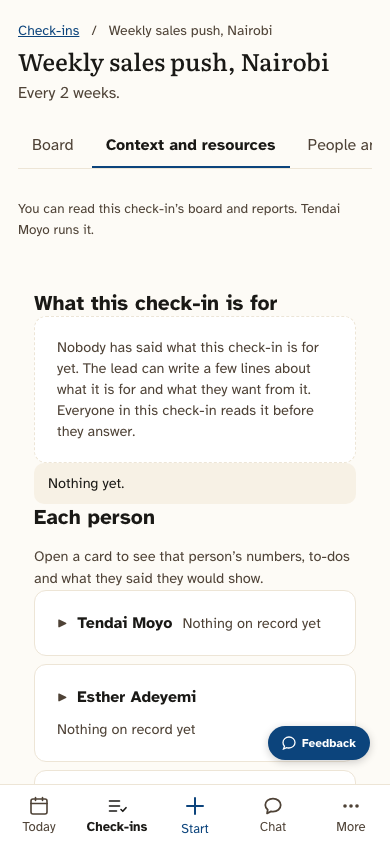 Check-ins / Weekly sales push, Nairobi
Weekly sales push, Nairobi
Every 2 weeks.
Board Context and resources People ar
You can read this check-in's board and reports. Tendai
Moyo runs it.
What this check-in is for
Nobody has said what this check-in is for
yet. The lead can write a few lines about
what it is for and what they want from it.
Everyone in this check-in reads it before
they answer.
Nothing yet.
Each person
Open a card to see that person's numbers, to-dos
and what they said they would show.
Tendai Moyo Nothing on record yet
Esther Adeyemi
Nothing on record yet
Feedback
Today Check-ins Start Chat More